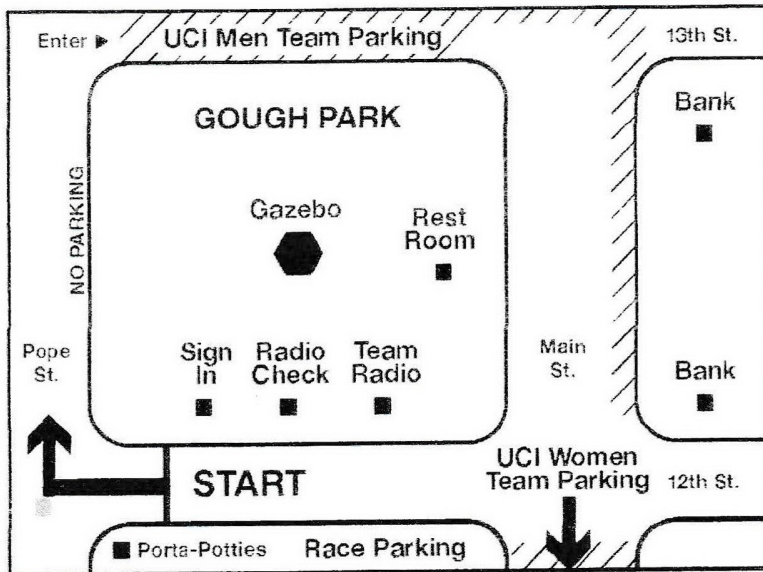 Enter
UCI Men Team Parking
13th St.
GOUGH PARK
Bank
NO PARKING
Gazebo
Rest
Room
Pope
St.
Sign
In
Radio
Check
Team
Radio
Main
St.
Bank
START
UCI Women
Team Parking
12th St.
Porta-Potties
Race Parking